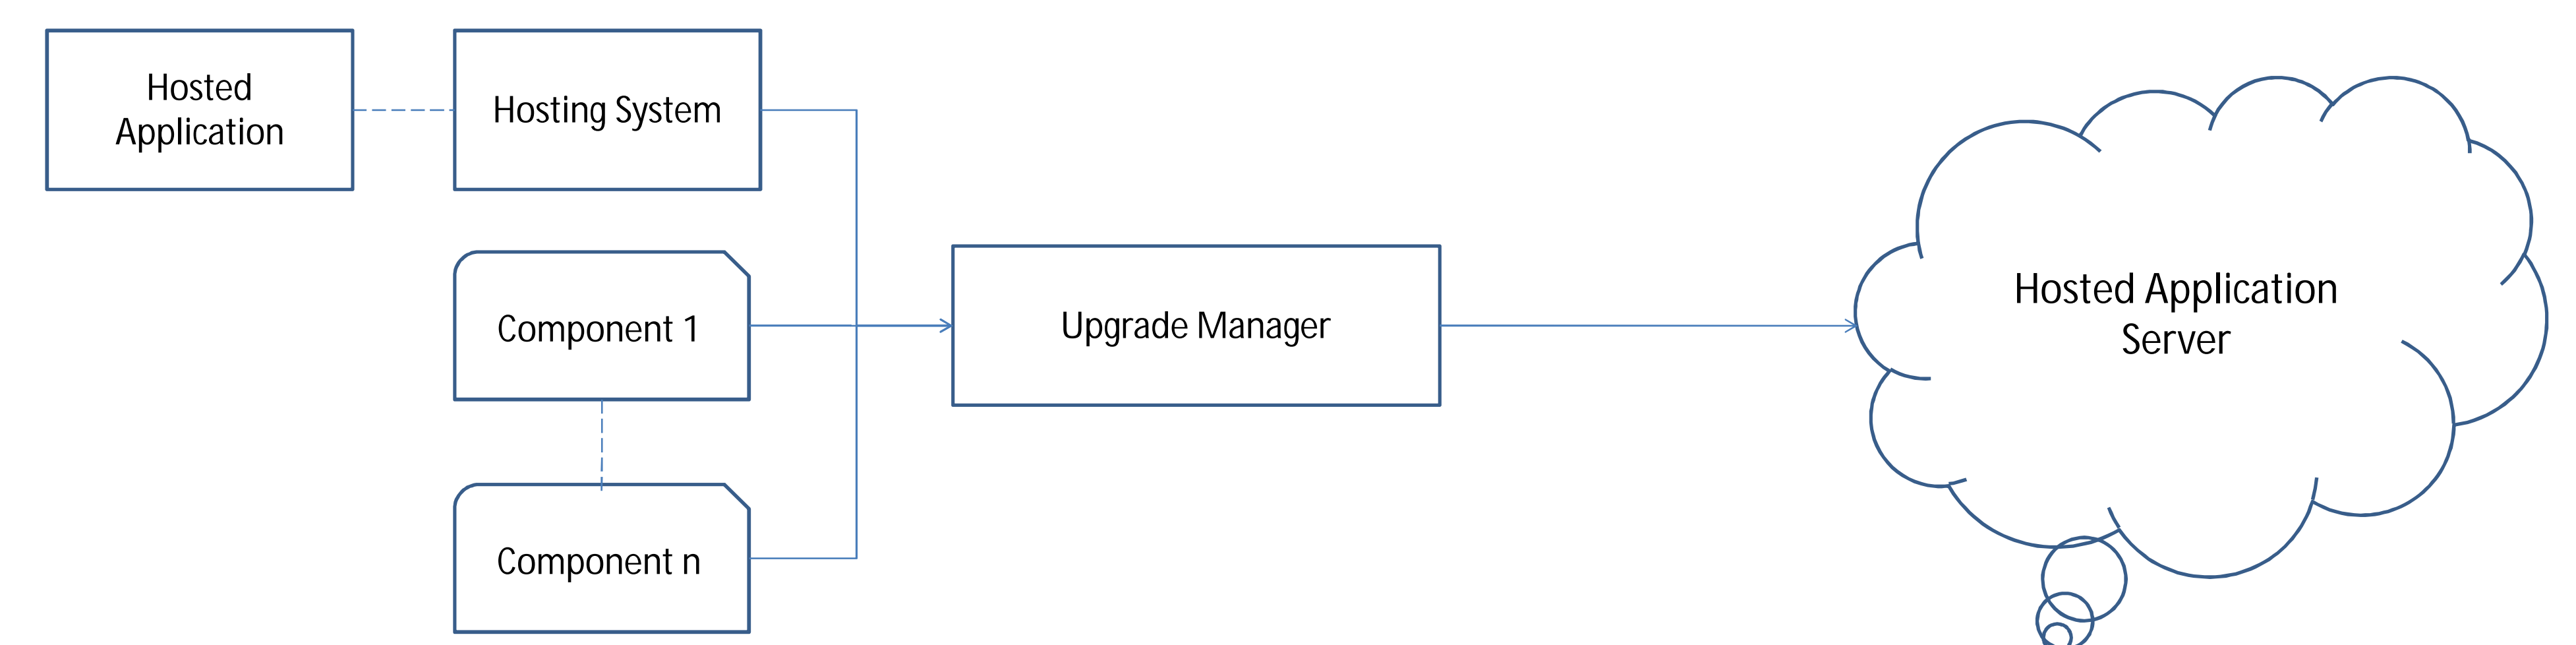 Hosted
Application
Hosting System
Component 1
Component n
Upgrade Manager
Hosted Application
Server